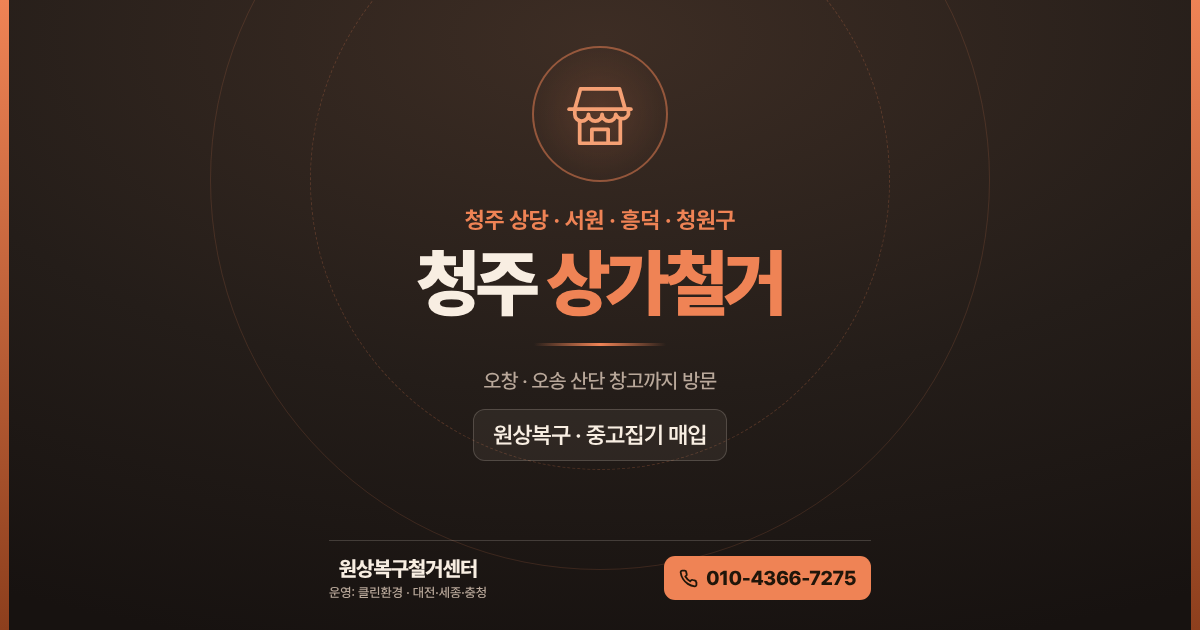 청주 상당 · 서원 · 흥덕 · 청원구
청주 상가철거
오창 · 오송 산단 창고까지 방문
원상복구 · 중고집기 매입
원상복구철거센터
운영: 클린환경 · 대전·세종·충청
010-4366-7275